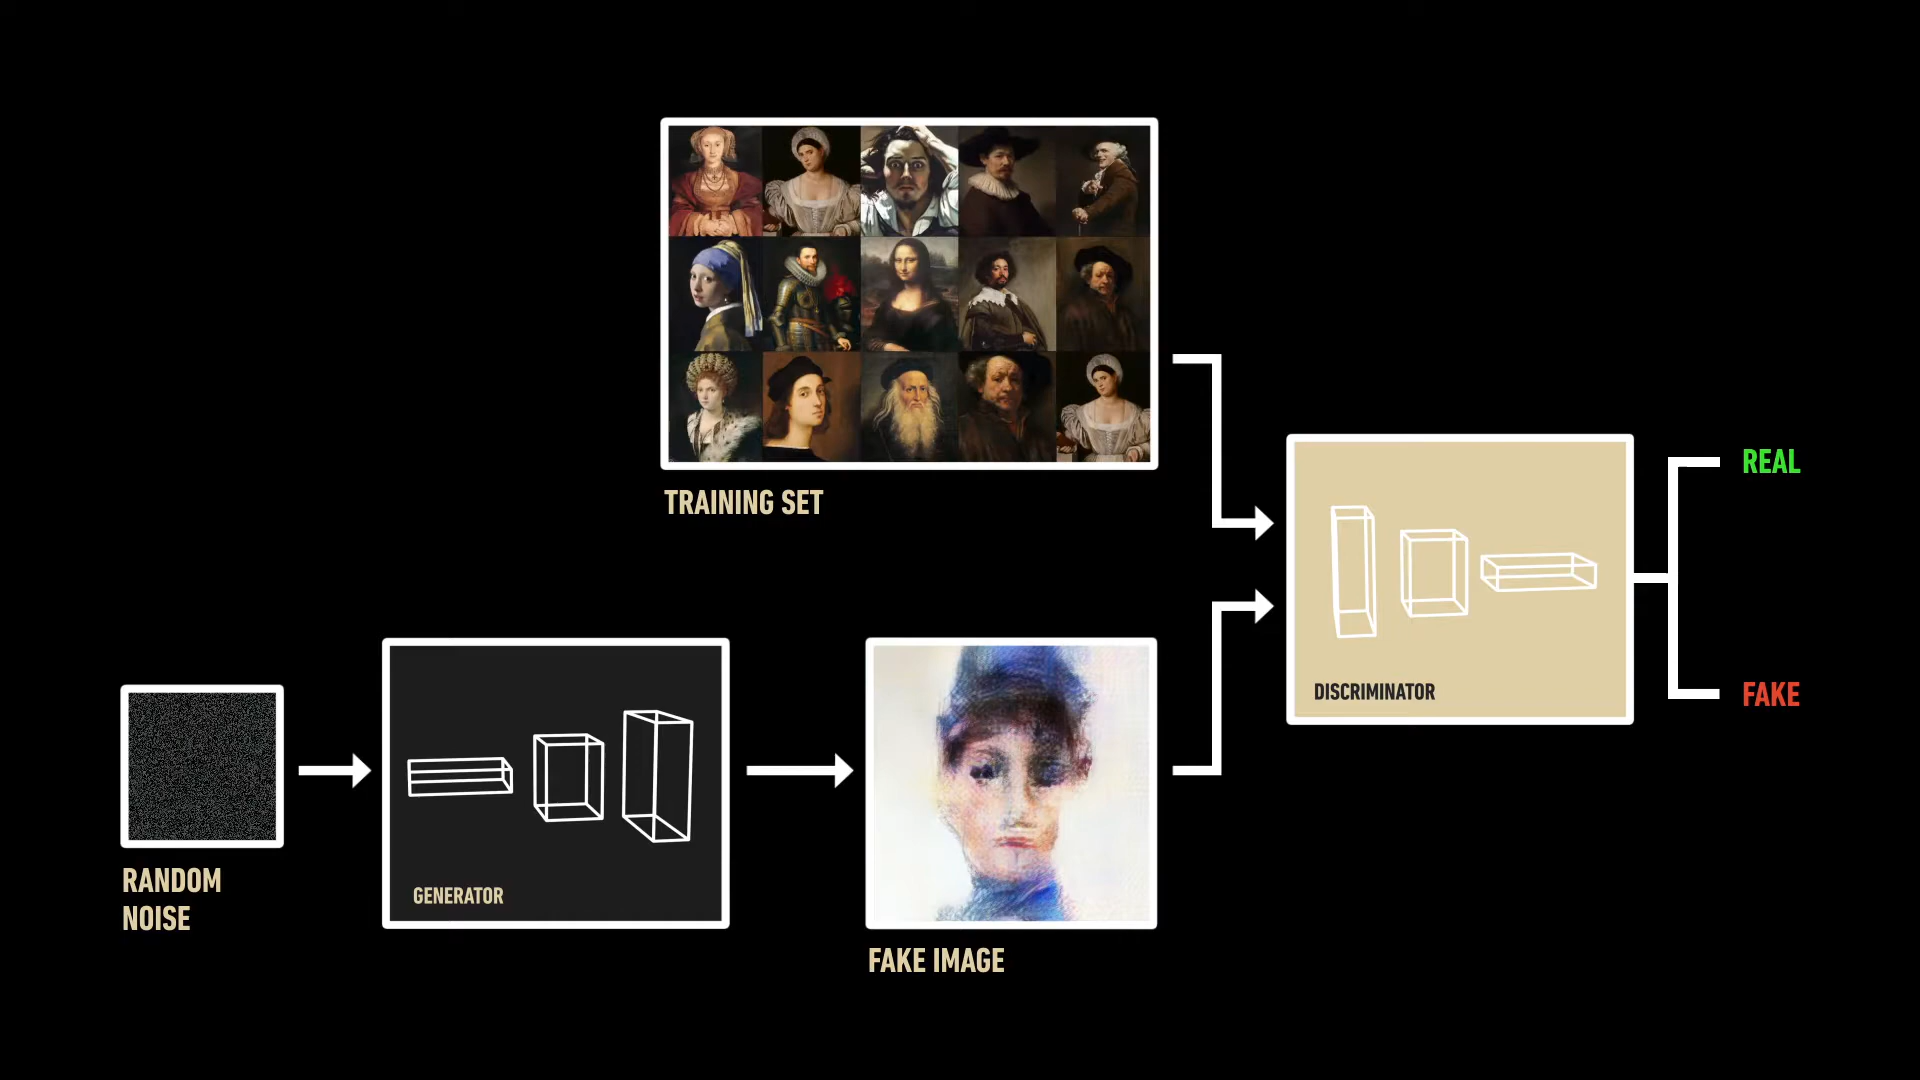 TRAINING SET
REAL
DISCRIMINATOR
FAKE
RANDOM
NOISE
GENERATOR
FAKE IMAGE